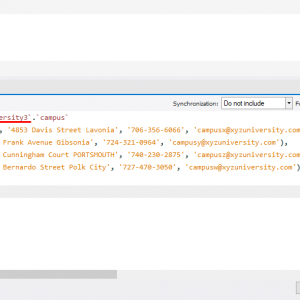 Synchronization: Do not include
ersity3`.`campus`
, '4853 Davis Street Lavonia', '706-356-6066', 'campusx@xyzuniversity.com
Frank Avenue Gibsonia', '724-321-0964', 'campusy@xyzuniversity.com'),
Cunningham Court PORTSMOUTH', '740-230-2875', 'campusz@xyzuniversity.com
Bernardo Street Polk City', '727-470-3050', 'campusw@xyzuniversity.com')